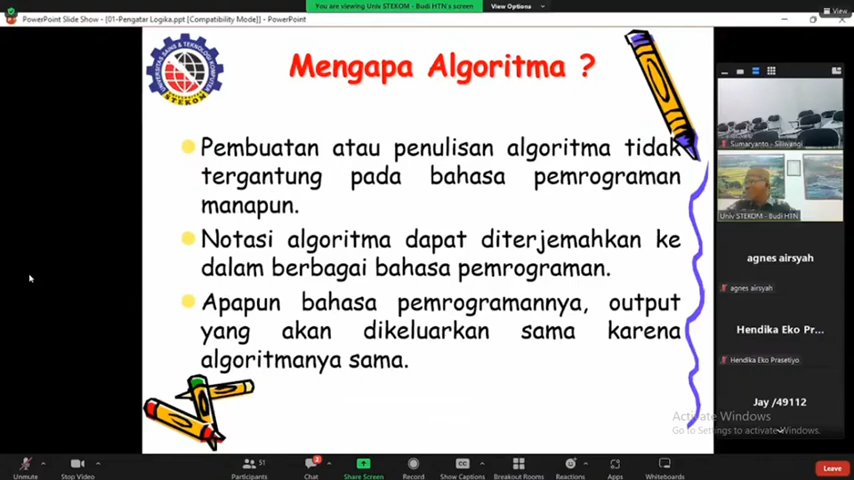 You are viewing Univ STEKOM - Budi HTN's screen
View Options
View
PowerPoint Slide Show - [01-Pengatar Logika.ppt [Compatibility Mode]] - PowerPoint
UNIVERSITAS SAINS & TEKNOLOGI KOMPUTER
STEKOM
Mengapa Algoritma ?
Pembuatan atau penulisan algoritma tidak
tergantung pada bahasa pemrograman
manapun.
Notasi algoritma dapat diterjemahkan ke
dalam berbagai bahasa pemrograman.
Apapun bahasa pemrogramannya, output
yang akan dikeluarkan sama karena
algoritmanya sama.
Sumaryanto - Siliwangi
Univ STEKOM - Budi HTN
agnes airsyah
agnes airsyah
Hendika Eko Pr...
Hendika Eko Prasetiyo
Jay /49112
Activate Windows
Go to Settings to activate Windows.
Unmute
Stop Video
Participants
51
Chat
2
Share Screen
Record
Show Captions
Breakout Rooms
Reactions
Apps
Whiteboards
Leave